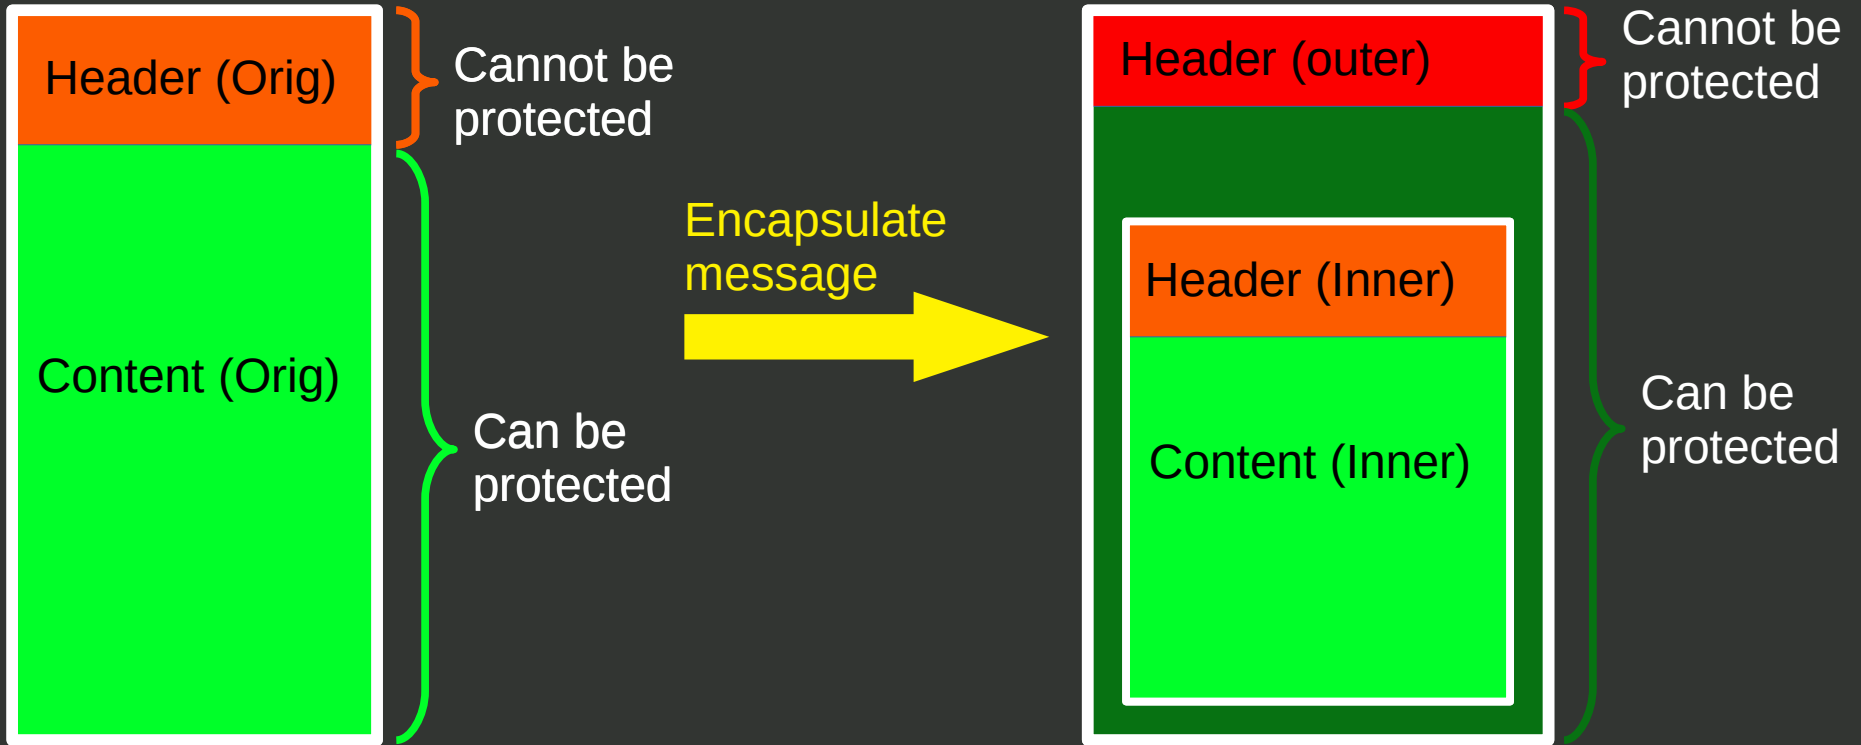 Header (Orig)
Cannot be
protected
Content (Orig)
Can be
protected
Encapsulate
message
Header (outer)
Cannot be
protected
Header (Inner)
Content (Inner)
Can be
protected